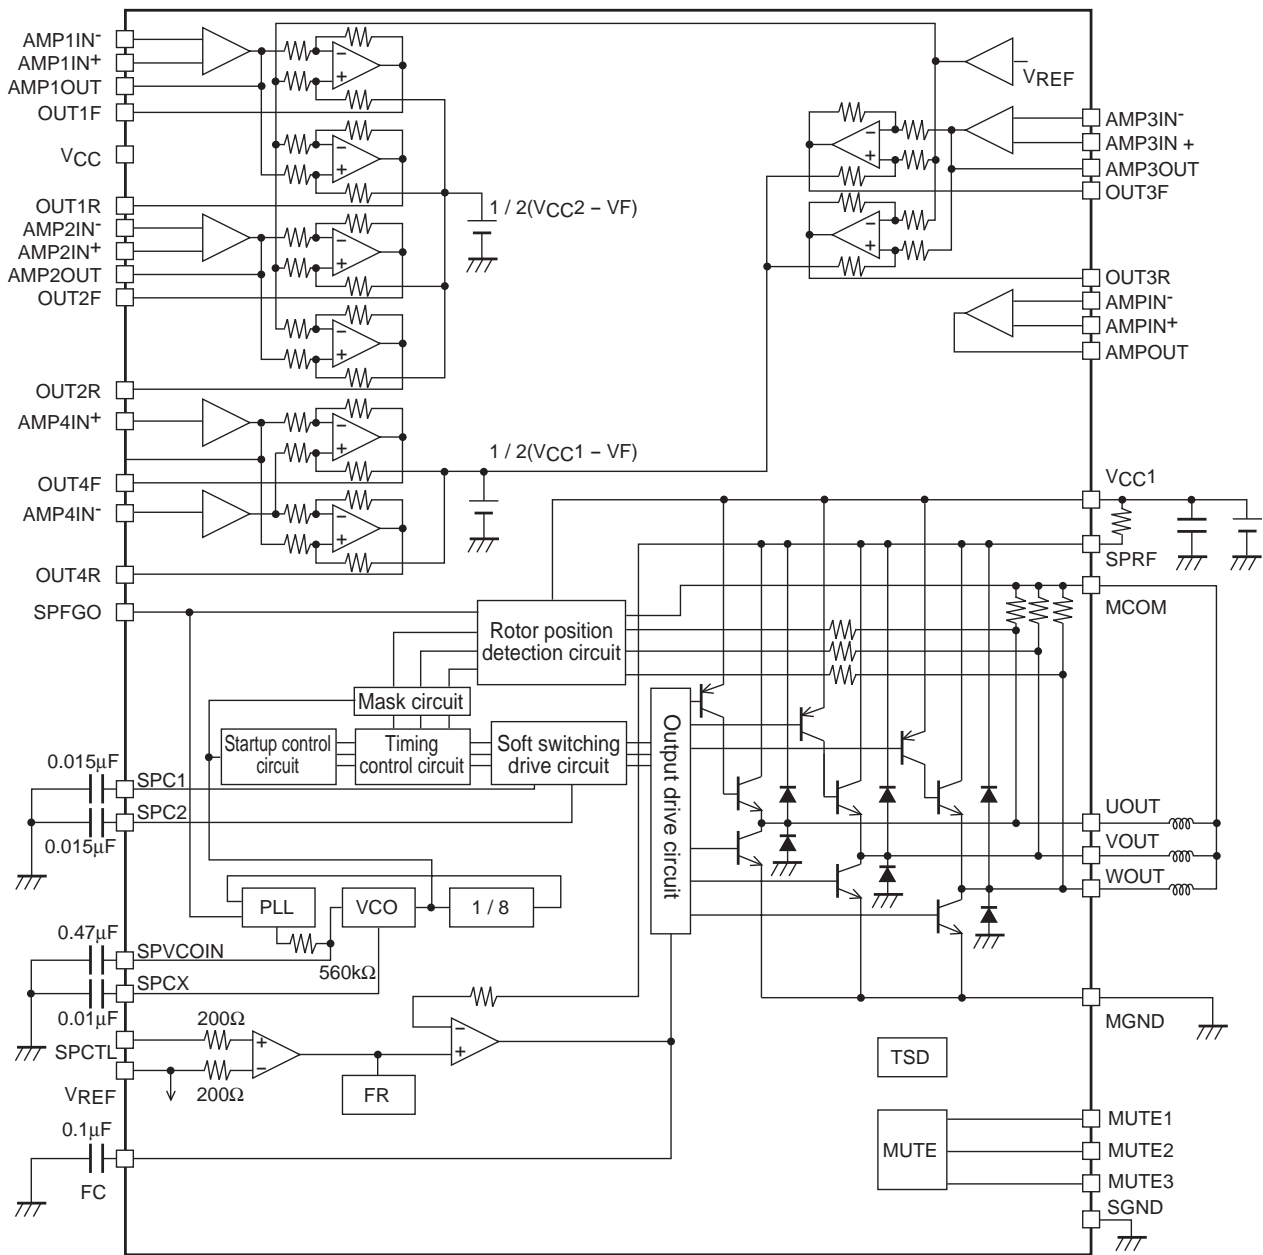 AMP1IN-
AMP1IN+
AMP1OUT
OUT1F
VCC
OUT1R
AMP2IN-
AMP2IN+
AMP2OUT
OUT2F
OUT2R
AMP4IN+
OUT4F
AMP4IN-
OUT4R
SPFGO
1 / 2(VCC2 – VF)
1 / 2(VCC1 – VF)
VREF
AMP3IN-
AMP3IN +
AMP3OUT
OUT3F
OUT3R
AMPIN-
AMPIN+
AMPOUT
VCC1
SPRF
MCOM
Rotor position
detection circuit
Mask circuit
Startup control
circuit
Timing
control circuit
Soft switching
drive circuit
Output drive circuit
0.015µF
SPC1
SPC2
0.015µF
UOUT
VOUT
WOUT
PLL
VCO
1 / 8
0.47µF
SPVCOIN
560kΩ
SPCX
0.01µF
200Ω
SPCTL
VREF
200Ω
FR
MGND
TSD
0.1µF
FC
MUTE
MUTE1
MUTE2
MUTE3
SGND
− + − + − + − + − + − + − + − + + − − +